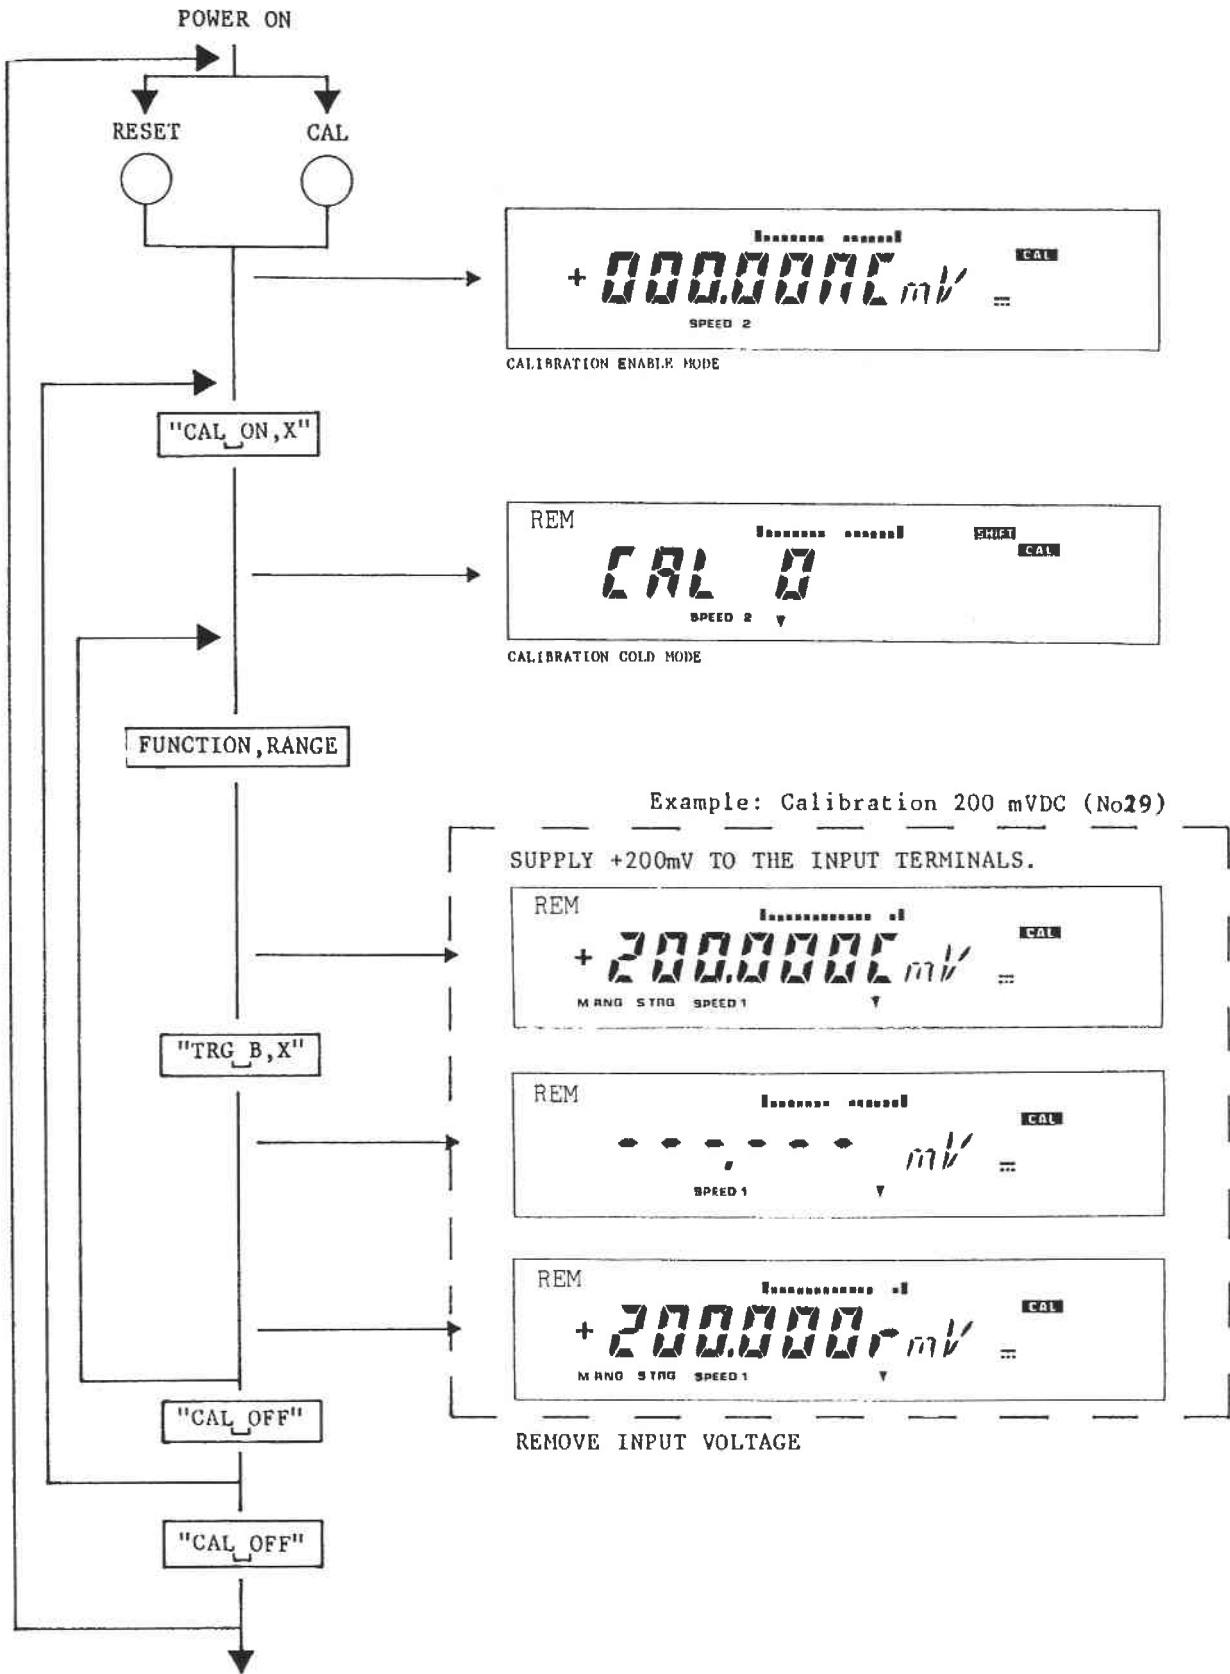 POWER ON
RESET
CAL
CAL
+ 000.00ПC mV
SPEED 2
CALIBRATION ENABLE MODE
"CAL␣ON,X"
REM
SHIFT
CAL
CAL 0
SPEED 2
CALIBRATION COLD MODE
FUNCTION,RANGE
Example: Calibration 200 mVDC (No29)
SUPPLY +200mV TO THE INPUT TERMINALS.
REM
CAL
+200.000C mV
M RNG STRG SPEED 1
"TRG␣B,X"
REM
CAL
---.--- mV
SPEED 1
REM
CAL
+200.000r mV
M RNG STRG SPEED 1
"CAL␣OFF"
REMOVE INPUT VOLTAGE
"CAL␣OFF"